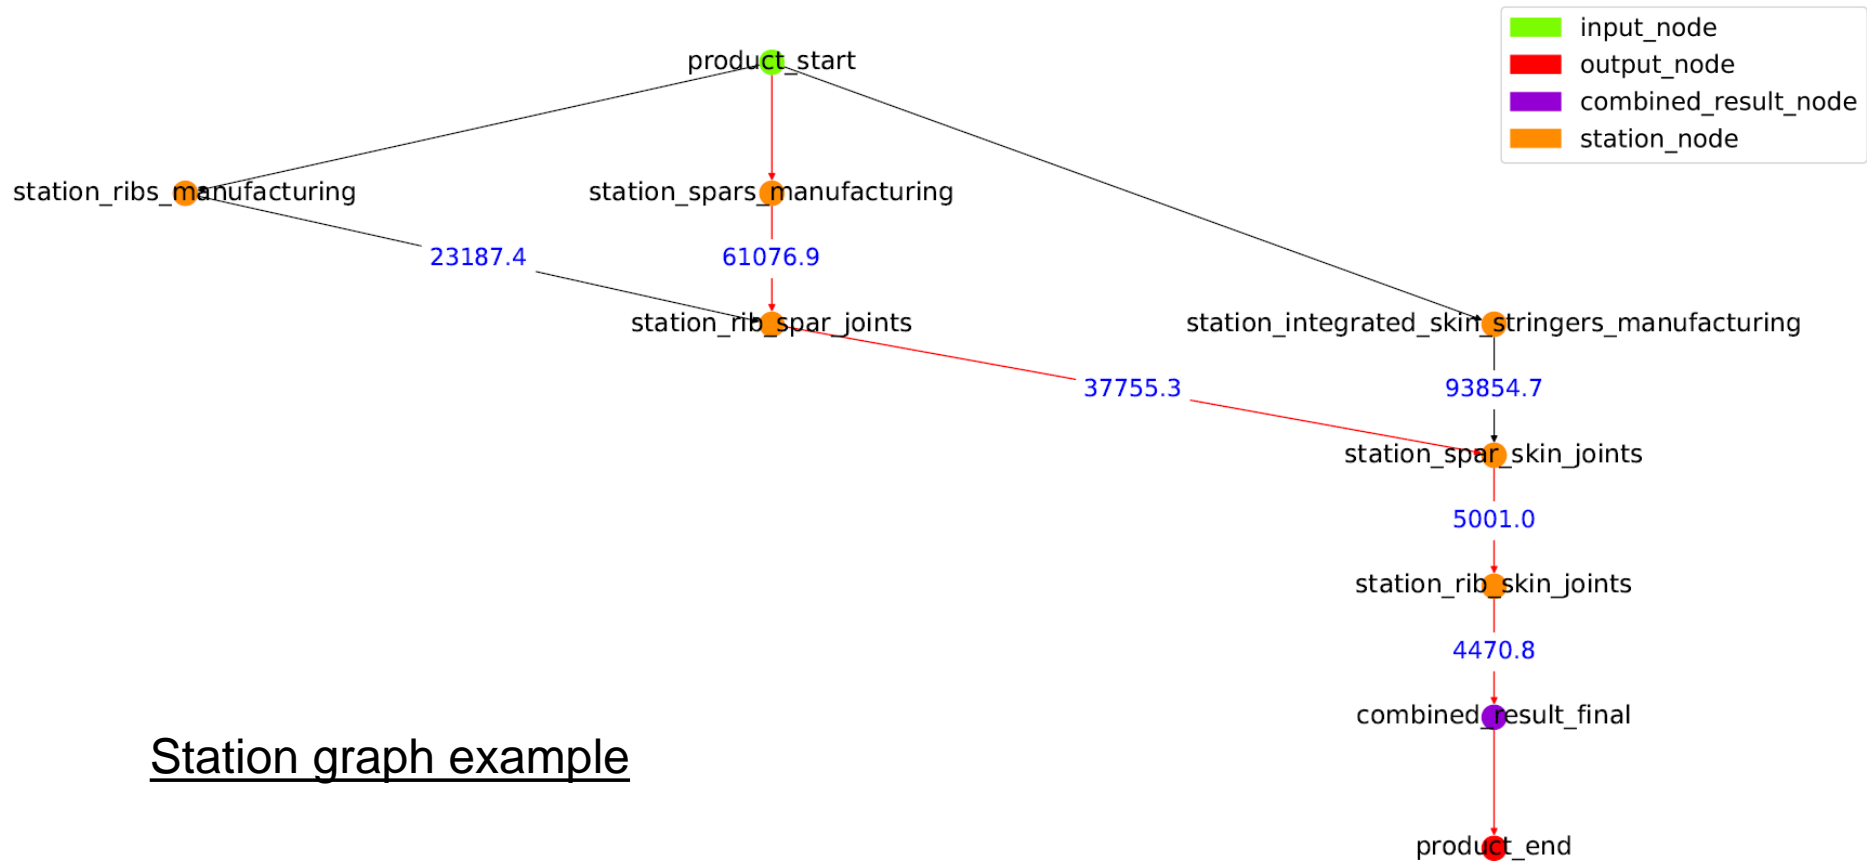 input_node
output_node
combined_result_node
station_node
product_start
station_ribs_manufacturing
station_spars_manufacturing
23187.4
61076.9
station_rib_spar_joints
station_integrated_skin_stringers_manufacturing
37755.3
93854.7
station_spar_skin_joints
5001.0
station_rib_skin_joints
4470.8
combined_result_final
Station graph example
product_end